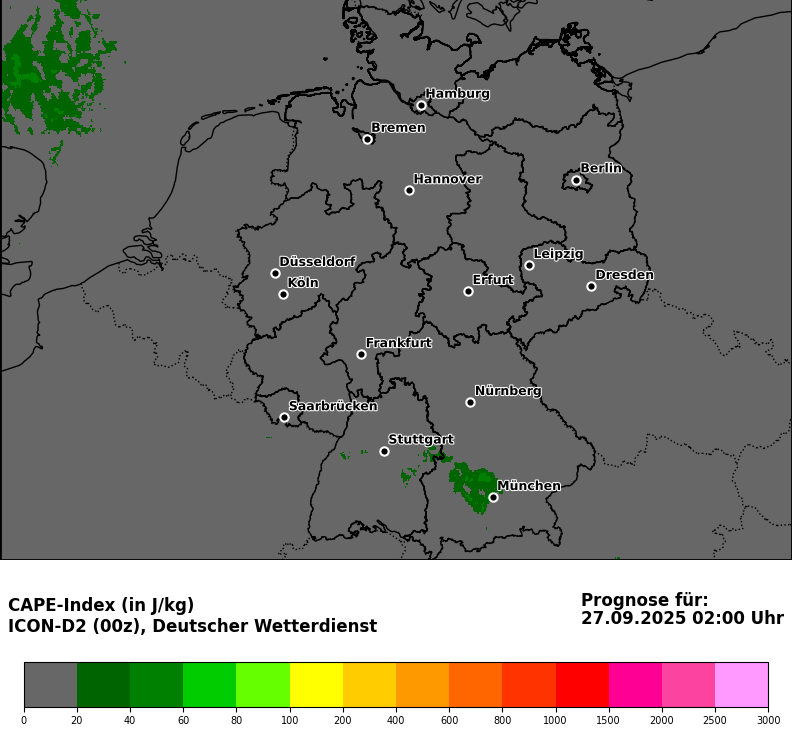 Hamburg
Bremen
Berlin
Hannover
Leipzig
Düsseldorf
Dresden
Köln
Erfurt
Frankfurt
Nürnberg
Saarbrücken
Stuttgart
München
CAPE-Index (in J/kg)
ICON-D2 (00z), Deutscher Wetterdienst
Prognose für:
27.09.2025 02:00 Uhr
0 20 40 60 80 100 200 400 600 800 1000 1500 2000 2500 3000